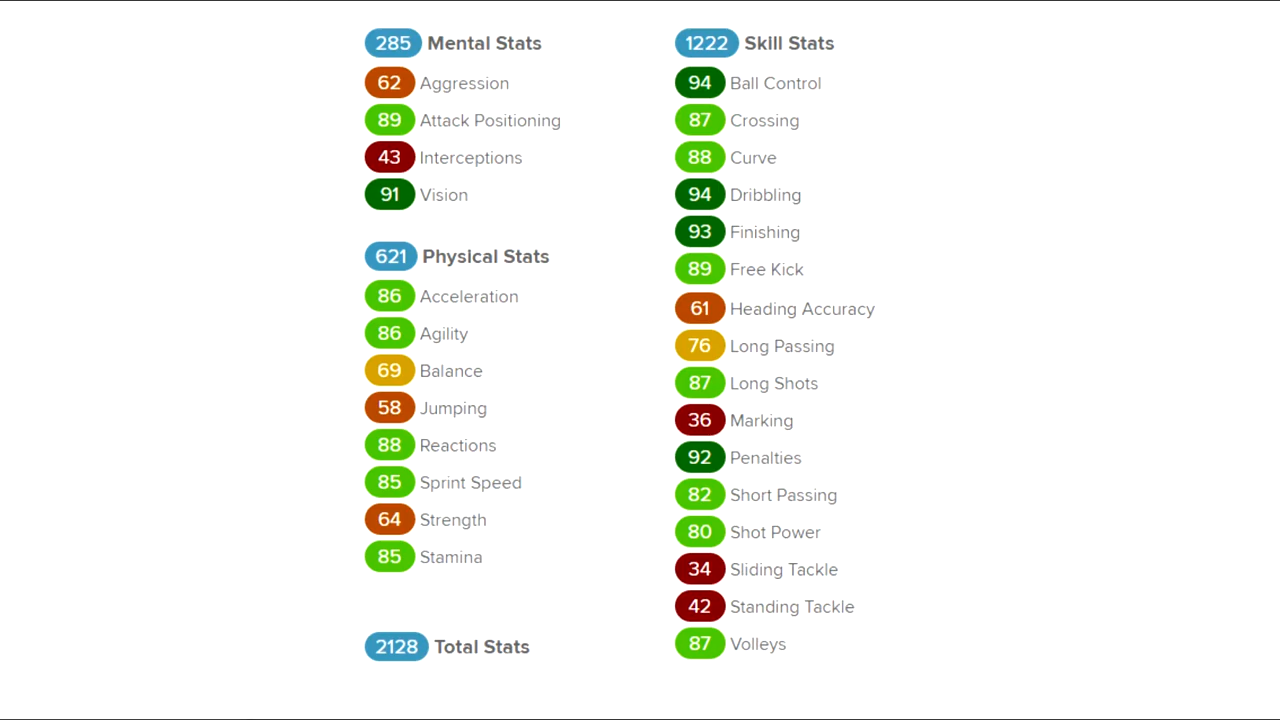 285 Mental Stats
62 Aggression
89 Attack Positioning
43 Interceptions
91 Vision
621 Physical Stats
86 Acceleration
86 Agility
69 Balance
58 Jumping
88 Reactions
85 Sprint Speed
64 Strength
85 Stamina
2128 Total Stats
1222 Skill Stats
94 Ball Control
87 Crossing
88 Curve
94 Dribbling
93 Finishing
89 Free Kick
61 Heading Accuracy
76 Long Passing
87 Long Shots
36 Marking
92 Penalties
82 Short Passing
80 Shot Power
34 Sliding Tackle
42 Standing Tackle
87 Volleys